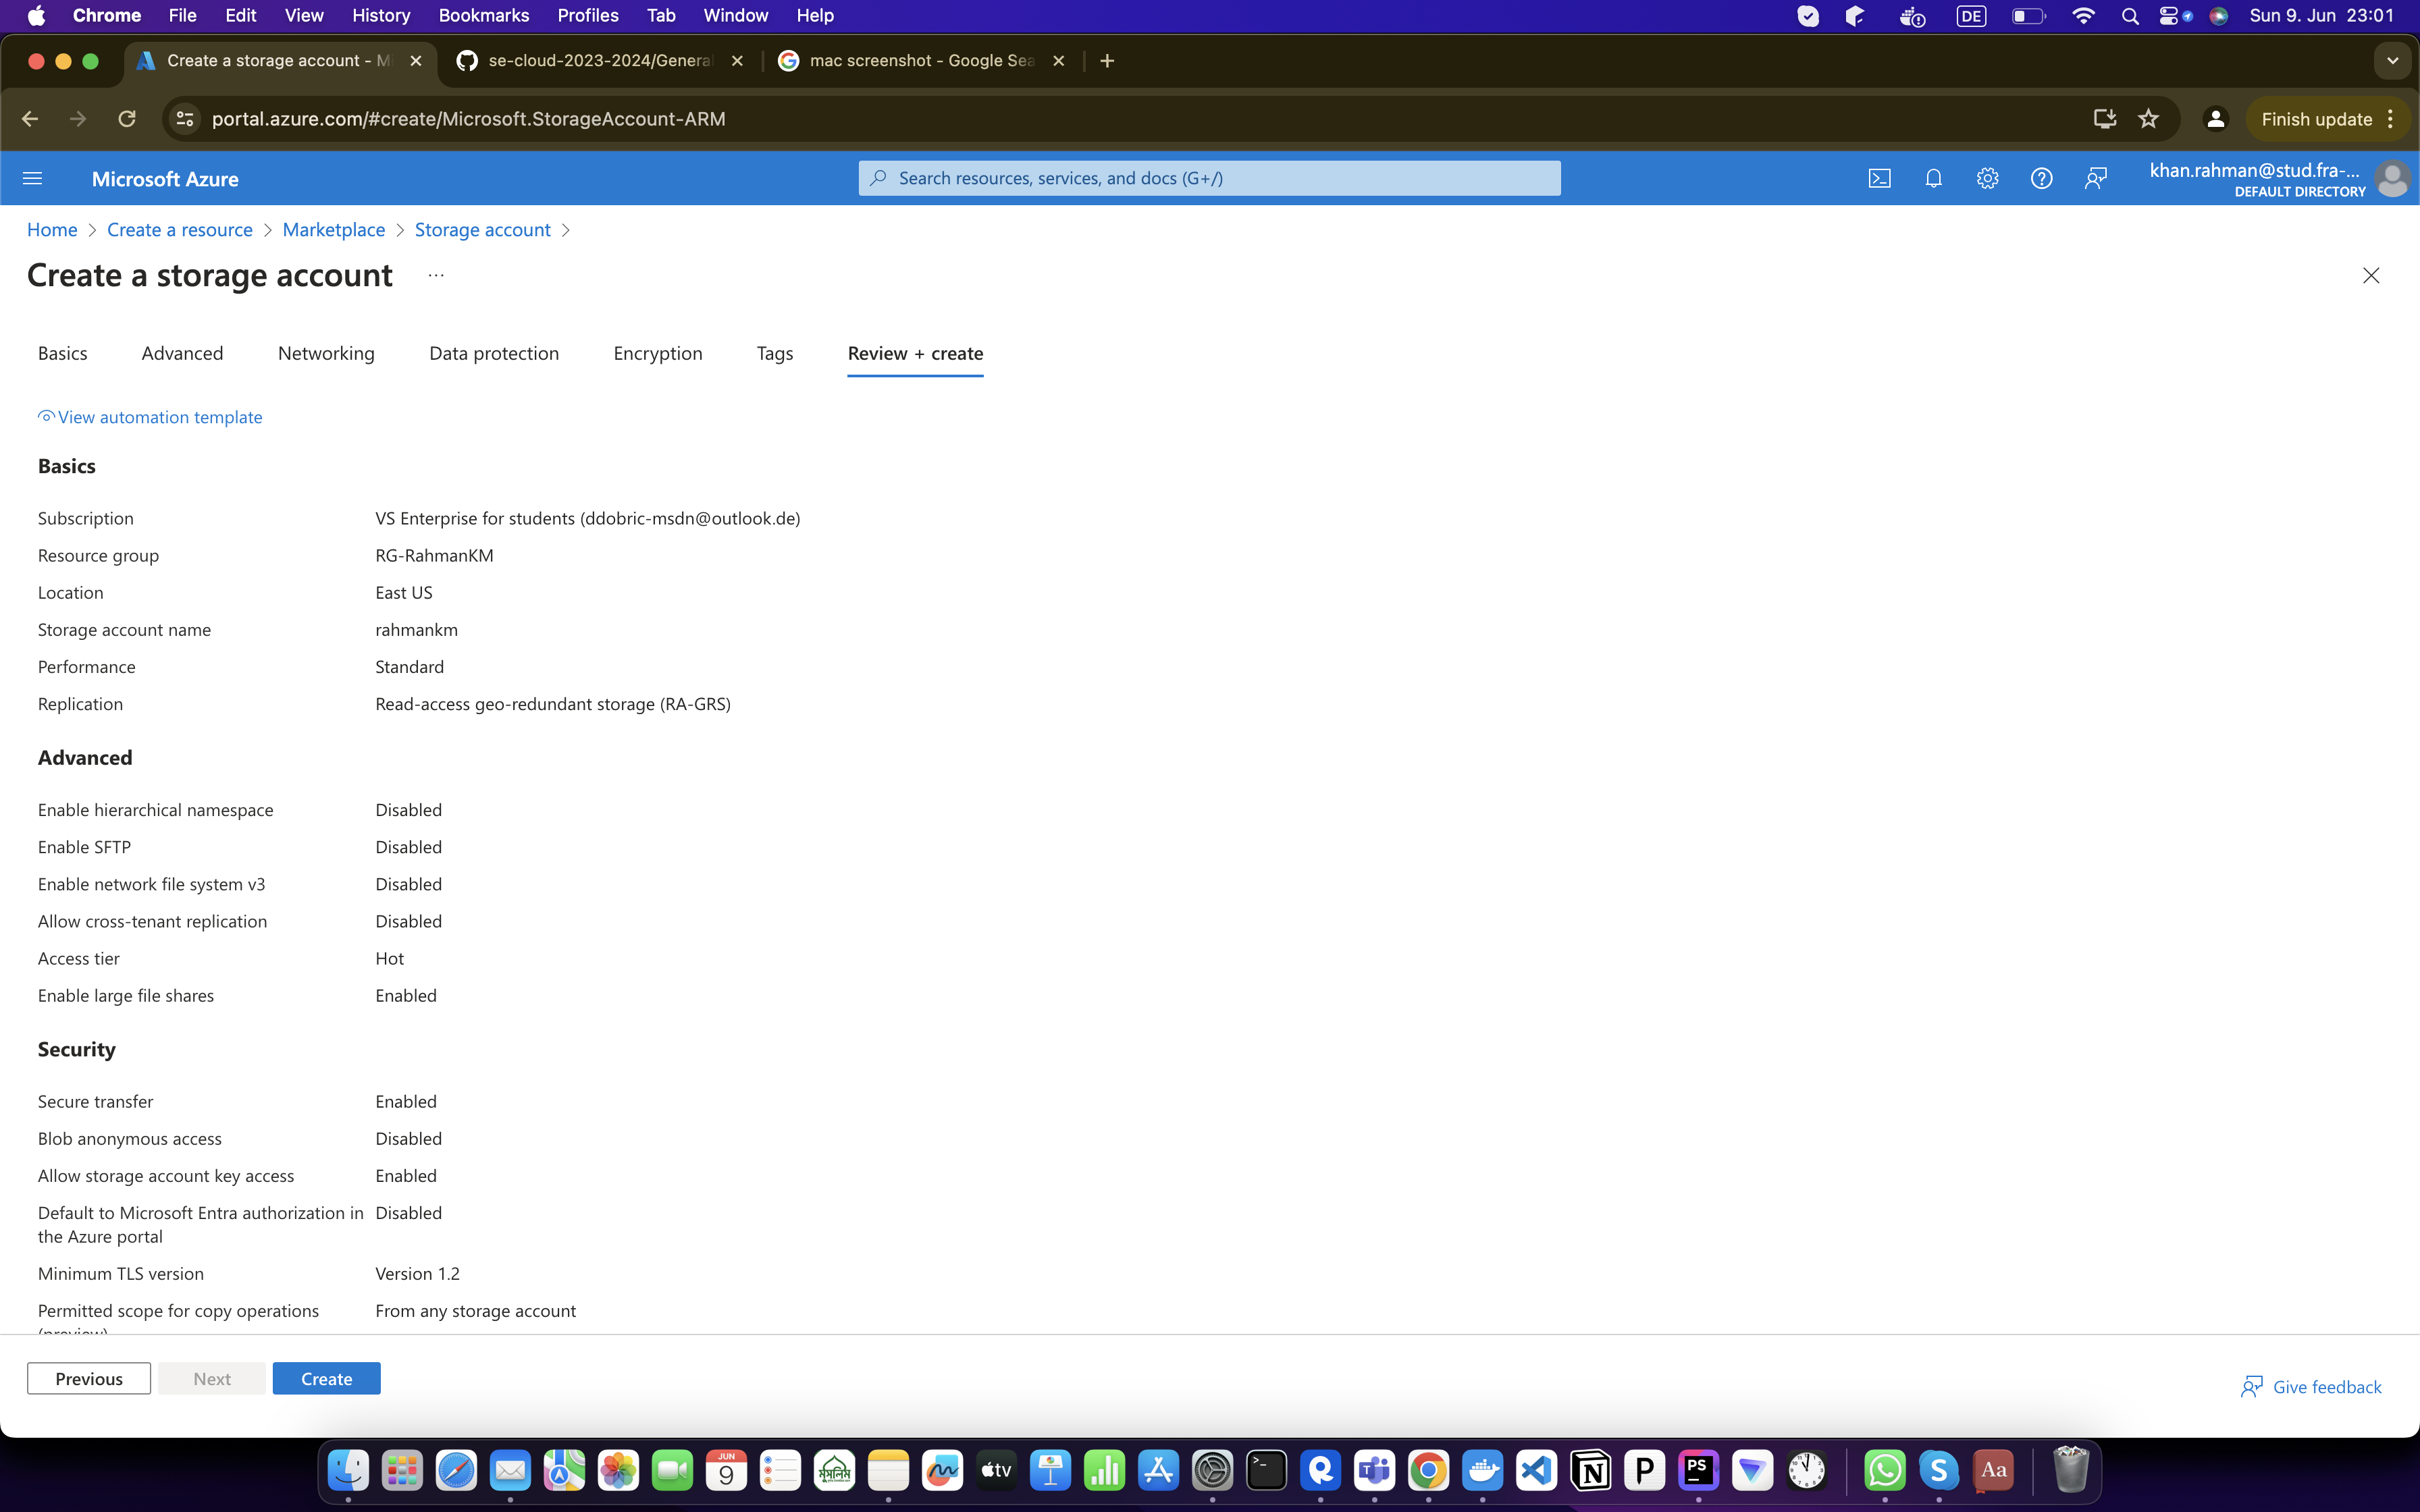 Chrome File Edit View History Bookmarks Profiles Tab Window Help DE Sun 9. Jun 23:01
Create a storage account - Mi se-cloud-2023-2024/General mac screenshot - Google Sea
portal.azure.com/#create/Microsoft.StorageAccount-ARM Finish update
Microsoft Azure Search resources, services, and docs (G+/) khan.rahman@stud.fra-...
DEFAULT DIRECTORY
Home > Create a resource > Marketplace > Storage account >
Create a storage account ...
Basics Advanced Networking Data protection Encryption Tags Review + create
View automation template
Basics
Subscription VS Enterprise for students (ddobric-msdn@outlook.de)
Resource group RG-RahmanKM
Location East US
Storage account name rahmankm
Performance Standard
Replication Read-access geo-redundant storage (RA-GRS)
Advanced
Enable hierarchical namespace Disabled
Enable SFTP Disabled
Enable network file system v3 Disabled
Allow cross-tenant replication Disabled
Access tier Hot
Enable large file shares Enabled
Security
Secure transfer Enabled
Blob anonymous access Disabled
Allow storage account key access Enabled
Default to Microsoft Entra authorization in Disabled
the Azure portal
Minimum TLS version Version 1.2
Permitted scope for copy operations From any storage account
(preview)
Previous Next Create
Give feedback
JUN
9
মুসলিম
tv
PS
Aa